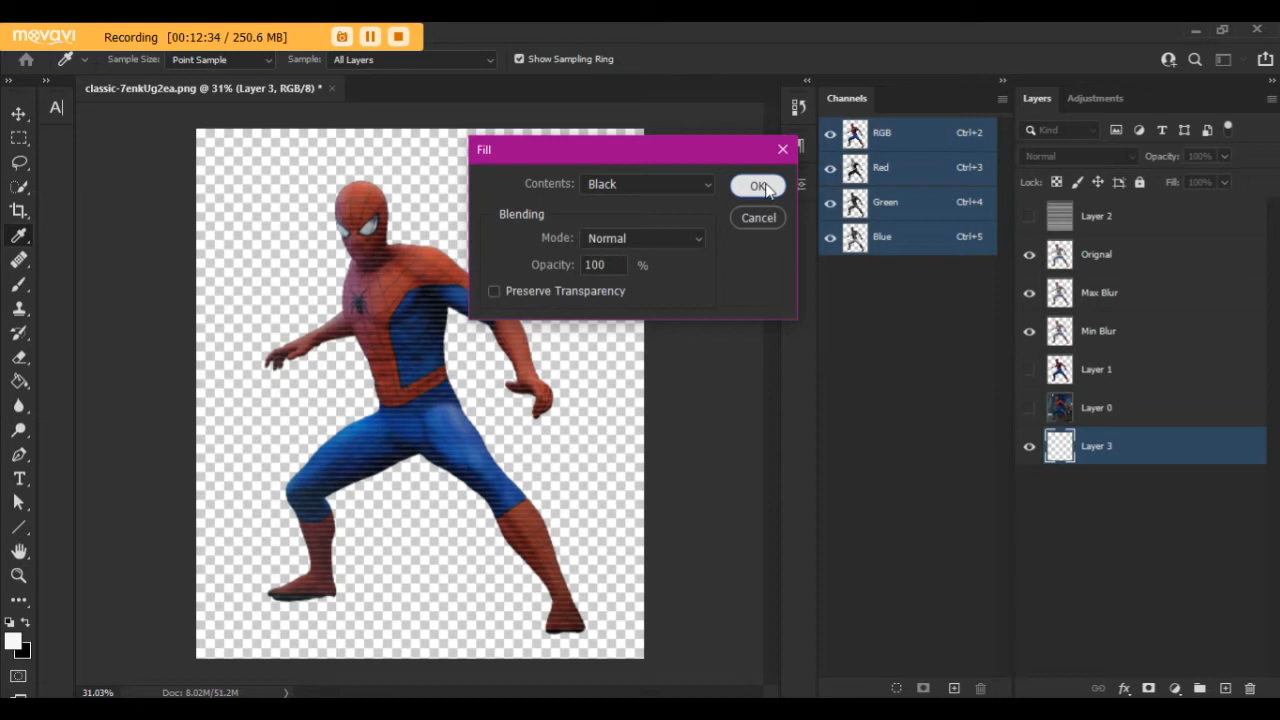 movavi Recording [00:12:34 / 250.6 MB]
Sample Size: Point Sample Sample: All Layers Show Sampling Ring
classic-7enkUg2ea.png @ 31% (Layer 3, RGB/8) * ×
A
Channels
RGB Ctrl+2
Red Ctrl+3
Green Ctrl+4
Blue Ctrl+5
Layers Adjustments
Kind
Normal Opacity: 100%
Lock: Fill: 100%
Layer 2
Orignal
Max Blur
Min Blur
Layer 1
Layer 0
Layer 3
Fill
Contents: Black
OK
Cancel
Blending
Mode: Normal
Opacity: 100 %
Preserve Transparency
31.03% Doc: 8.02M/51.2M